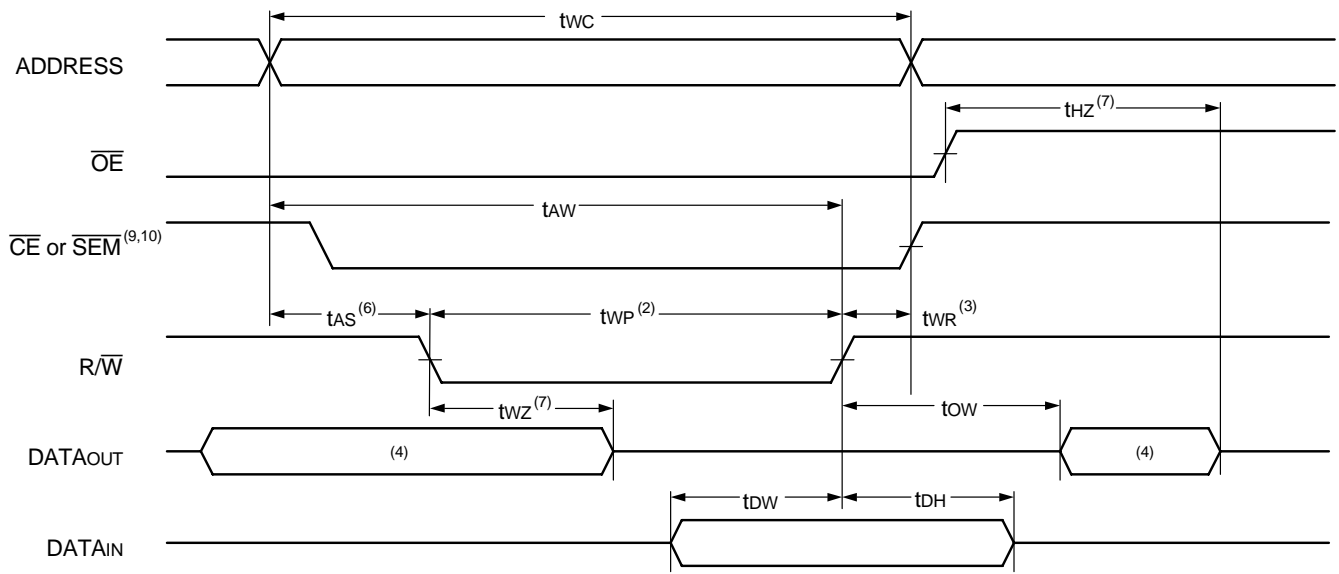 tWC
ADDRESS
tHZ(7)
OE
tAW
CE or SEM(9,10)
tAS(6)
tWP(2)
tWR(3)
R/W
tWZ(7)
tOW
DATAOUT
(4)
(4)
tDW
tDH
DATAIN